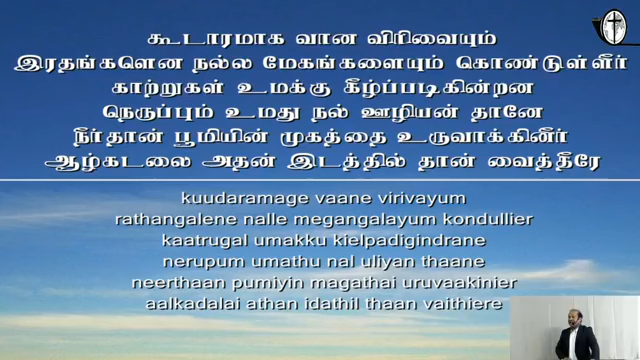 கூடாரமாக வான விரிவையும்
இரதங்களென நல்ல மேகங்களையும் கொண்டுள்ளீர்
காற்றுகள் உமக்கு கீழ்ப்படிகின்றன
நெருப்பும் உமது நல் ஊழியன் தானே
நீர்தான் பூமியின் முகத்தை உருவாக்கினீர்
ஆழ்கடலை அதன் இடத்தில் தான் வைத்தீரே
kuudaramage vaane virivayum
rathangalene nalle megangalayum kondullier
kaatrugal umakku kielpadigindrane
nerupum umathu nal uliyan thaane
neerthaan pumiyin magathai uruvaakinier
aalkadalai athan idathil thaan vaithiere